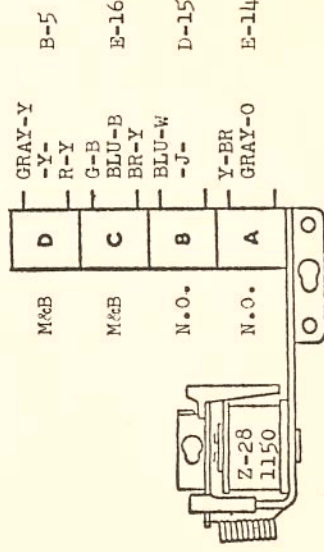 GRAY-Y
M&B D -Y- B-5
R-Y
G-B
M&B C BLU-B E-16
BR-Y
BLU-W
N.O. B -J- D-15
Y-BR
N.O. A GRAY-O E-14
Z-28
1150